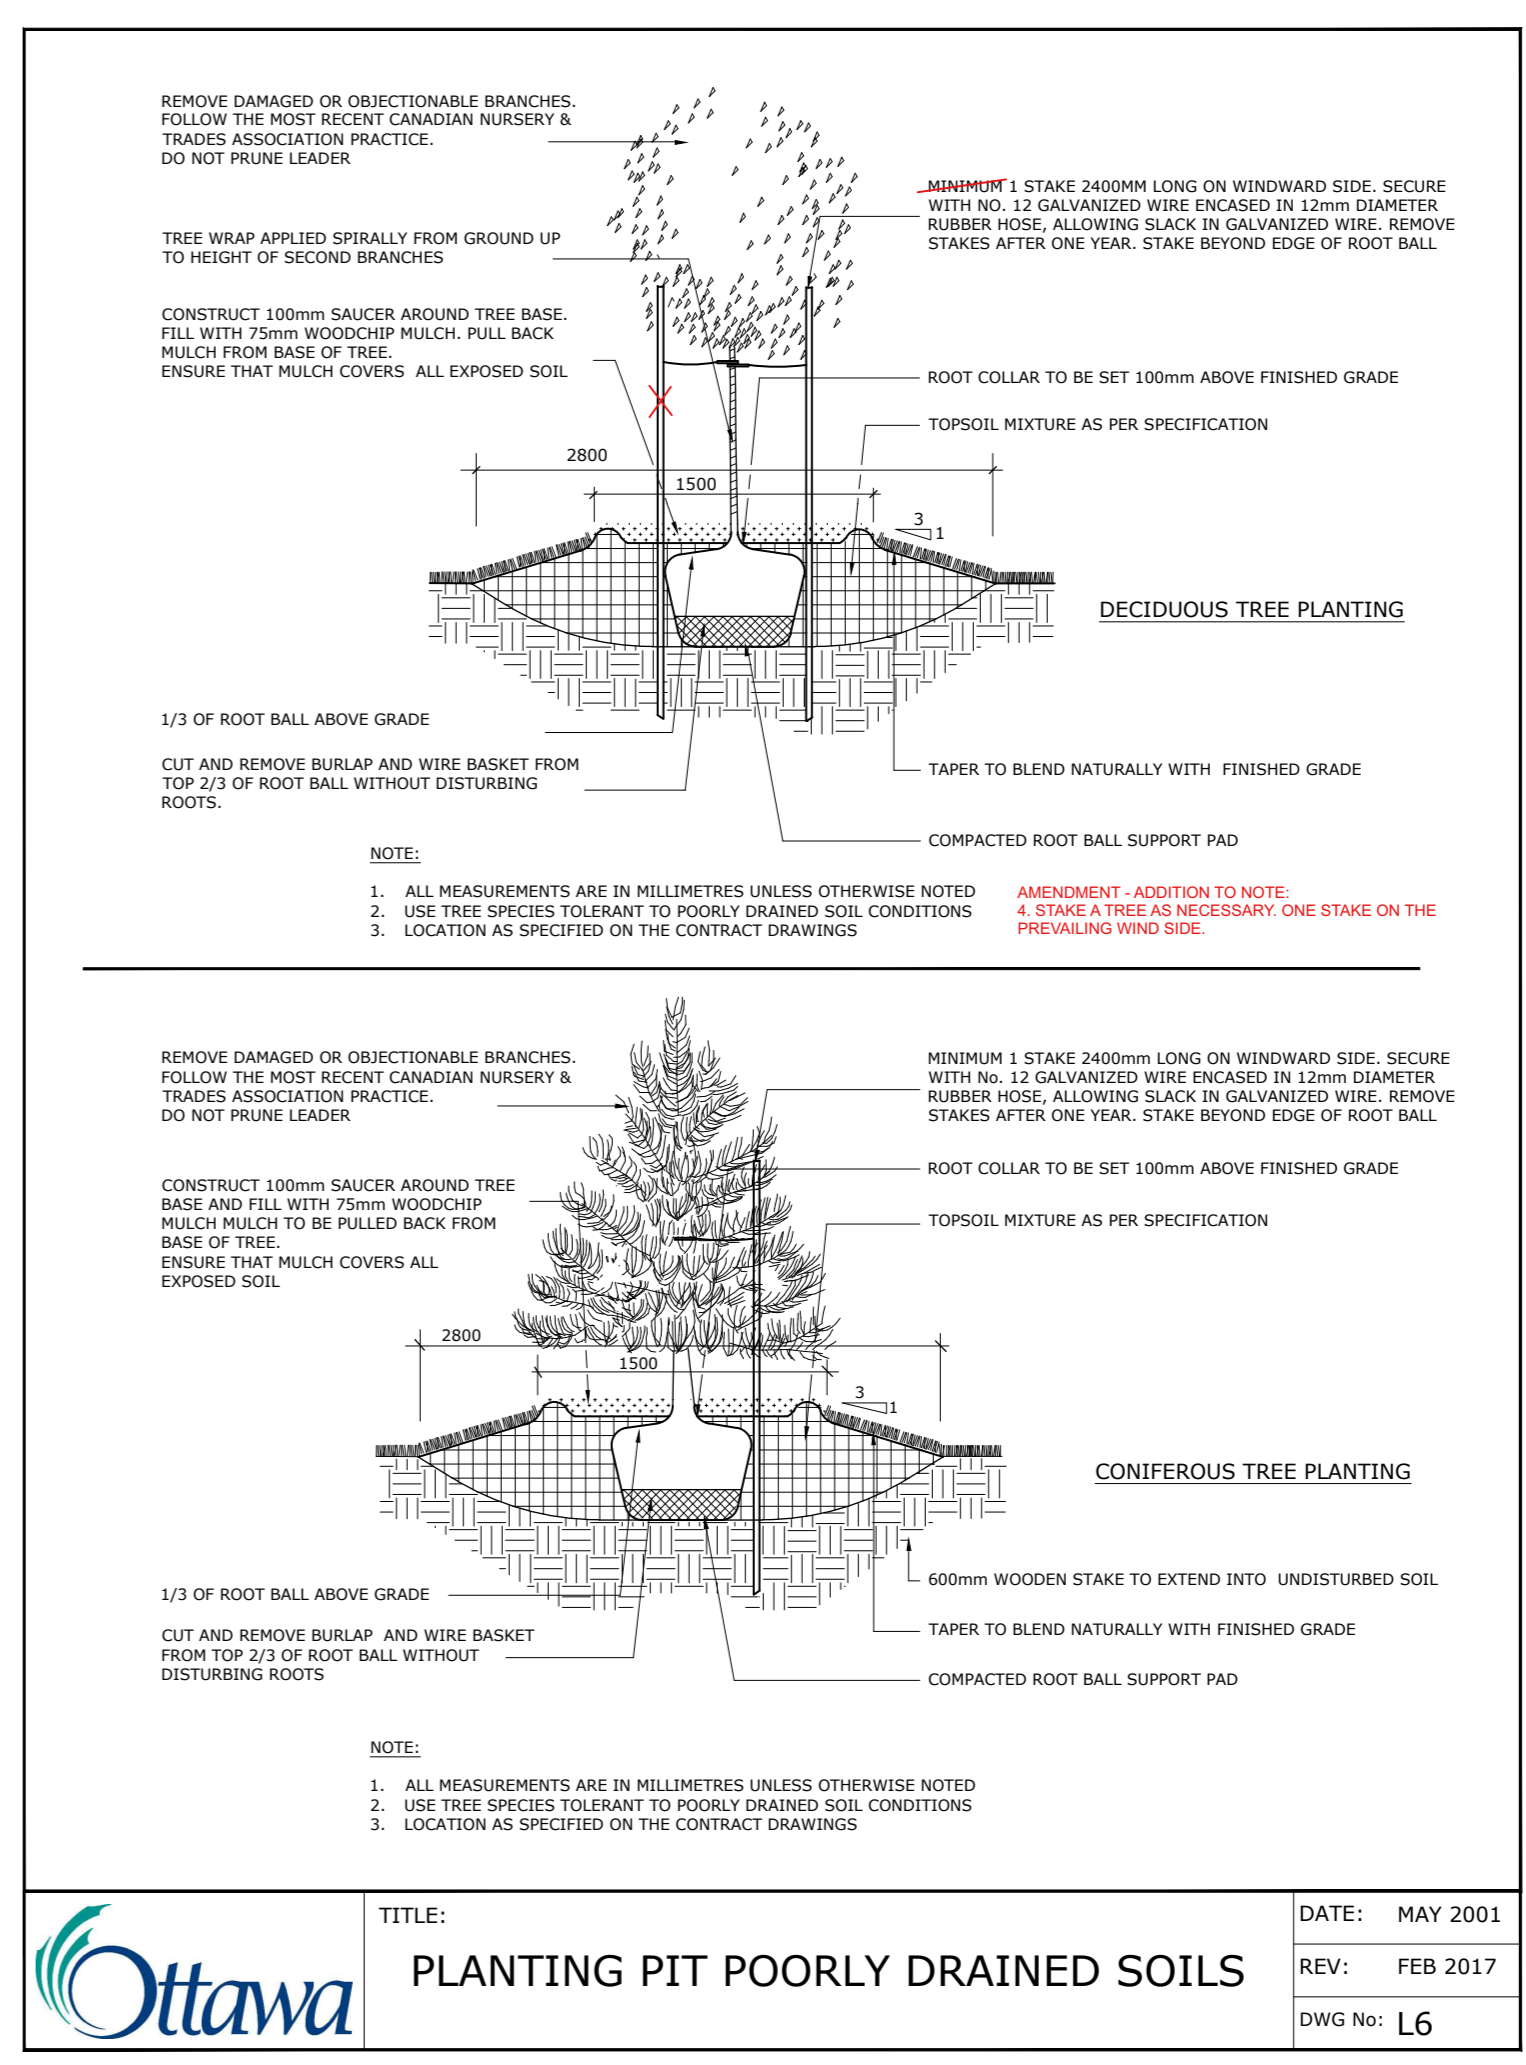 REMOVE DAMAGED OR OBJECTIONABLE BRANCHES.
FOLLOW THE MOST RECENT CANADIAN NURSERY &
TRADES ASSOCIATION PRACTICE.
DO NOT PRUNE LEADER
MINIMUM 1 STAKE 2400MM LONG ON WINDWARD SIDE. SECURE
WITH NO. 12 GALVANIZED WIRE ENCASED IN 12mm DIAMETER
RUBBER HOSE, ALLOWING SLACK IN GALVANIZED WIRE. REMOVE
STAKES AFTER ONE YEAR. STAKE BEYOND EDGE OF ROOT BALL
TREE WRAP APPLIED SPIRALLY FROM GROUND UP
TO HEIGHT OF SECOND BRANCHES
CONSTRUCT 100mm SAUCER AROUND TREE BASE.
FILL WITH 75mm WOODCHIP MULCH. PULL BACK
MULCH FROM BASE OF TREE.
ENSURE THAT MULCH COVERS ALL EXPOSED SOIL
ROOT COLLAR TO BE SET 100mm ABOVE FINISHED GRADE
TOPSOIL MIXTURE AS PER SPECIFICATION
2800
1500
3
1
DECIDUOUS TREE PLANTING
1/3 OF ROOT BALL ABOVE GRADE
CUT AND REMOVE BURLAP AND WIRE BASKET FROM
TOP 2/3 OF ROOT BALL WITHOUT DISTURBING
ROOTS.
TAPER TO BLEND NATURALLY WITH FINISHED GRADE
COMPACTED ROOT BALL SUPPORT PAD
NOTE:
1. ALL MEASUREMENTS ARE IN MILLIMETRES UNLESS OTHERWISE NOTED
2. USE TREE SPECIES TOLERANT TO POORLY DRAINED SOIL CONDITIONS
3. LOCATION AS SPECIFIED ON THE CONTRACT DRAWINGS
AMENDMENT - ADDITION TO NOTE:
4. STAKE A TREE AS NECESSARY. ONE STAKE ON THE
PREVAILING WIND SIDE.
REMOVE DAMAGED OR OBJECTIONABLE BRANCHES.
FOLLOW THE MOST RECENT CANADIAN NURSERY &
TRADES ASSOCIATION PRACTICE.
DO NOT PRUNE LEADER
MINIMUM 1 STAKE 2400mm LONG ON WINDWARD SIDE. SECURE
WITH No. 12 GALVANIZED WIRE ENCASED IN 12mm DIAMETER
RUBBER HOSE, ALLOWING SLACK IN GALVANIZED WIRE. REMOVE
STAKES AFTER ONE YEAR. STAKE BEYOND EDGE OF ROOT BALL
CONSTRUCT 100mm SAUCER AROUND TREE
BASE AND FILL WITH 75mm WOODCHIP
MULCH MULCH TO BE PULLED BACK FROM
BASE OF TREE.
ENSURE THAT MULCH COVERS ALL
EXPOSED SOIL
ROOT COLLAR TO BE SET 100mm ABOVE FINISHED GRADE
TOPSOIL MIXTURE AS PER SPECIFICATION
2800
1500
3
1
CONIFEROUS TREE PLANTING
1/3 OF ROOT BALL ABOVE GRADE
CUT AND REMOVE BURLAP AND WIRE BASKET
FROM TOP 2/3 OF ROOT BALL WITHOUT
DISTURBING ROOTS
600mm WOODEN STAKE TO EXTEND INTO UNDISTURBED SOIL
TAPER TO BLEND NATURALLY WITH FINISHED GRADE
COMPACTED ROOT BALL SUPPORT PAD
NOTE:
1. ALL MEASUREMENTS ARE IN MILLIMETRES UNLESS OTHERWISE NOTED
2. USE TREE SPECIES TOLERANT TO POORLY DRAINED SOIL CONDITIONS
3. LOCATION AS SPECIFIED ON THE CONTRACT DRAWINGS
Ottawa
TITLE:
PLANTING PIT POORLY DRAINED SOILS
DATE: MAY 2001
REV: FEB 2017
DWG No: L6